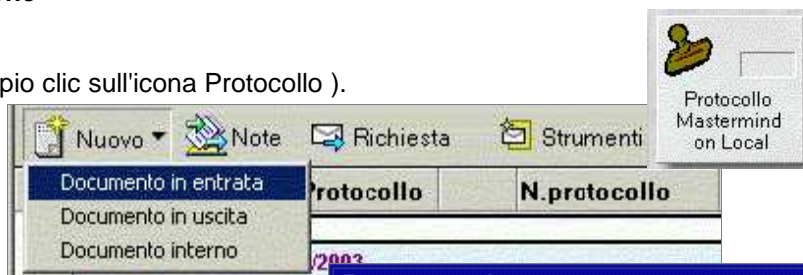 pio clic sull'icona Protocollo ).
Protocollo
Mastermind
on Local
Nuovo Note Richiesta Strumenti
Documento in entrata
Documento in uscita
Documento interno
Protocollo N.protocollo
/2003